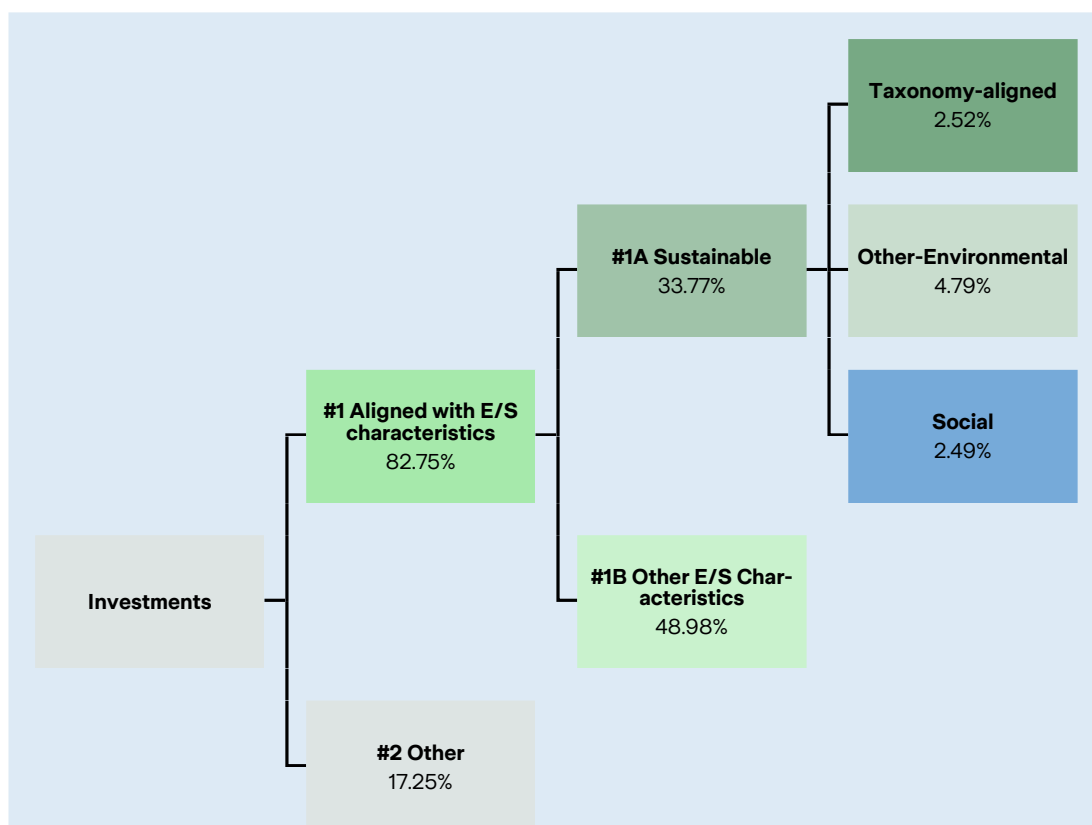 Taxonomy-aligned
2.52%
#1A Sustainable
33.77%
Other-Environmental
4.79%
#1 Aligned with E/S
characteristics
82.75%
Social
2.49%
Investments
#1B Other E/S Char-
acteristics
48.98%
#2 Other
17.25%